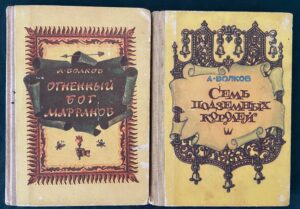 А·ВОЛКОВ
ОГНЕННЫЙ
БОГ
МАРРАНОВ
А·ВОЛКОВ
СЕМЬ
ПОДЗЕМНЫХ
КОРОЛЕЙ